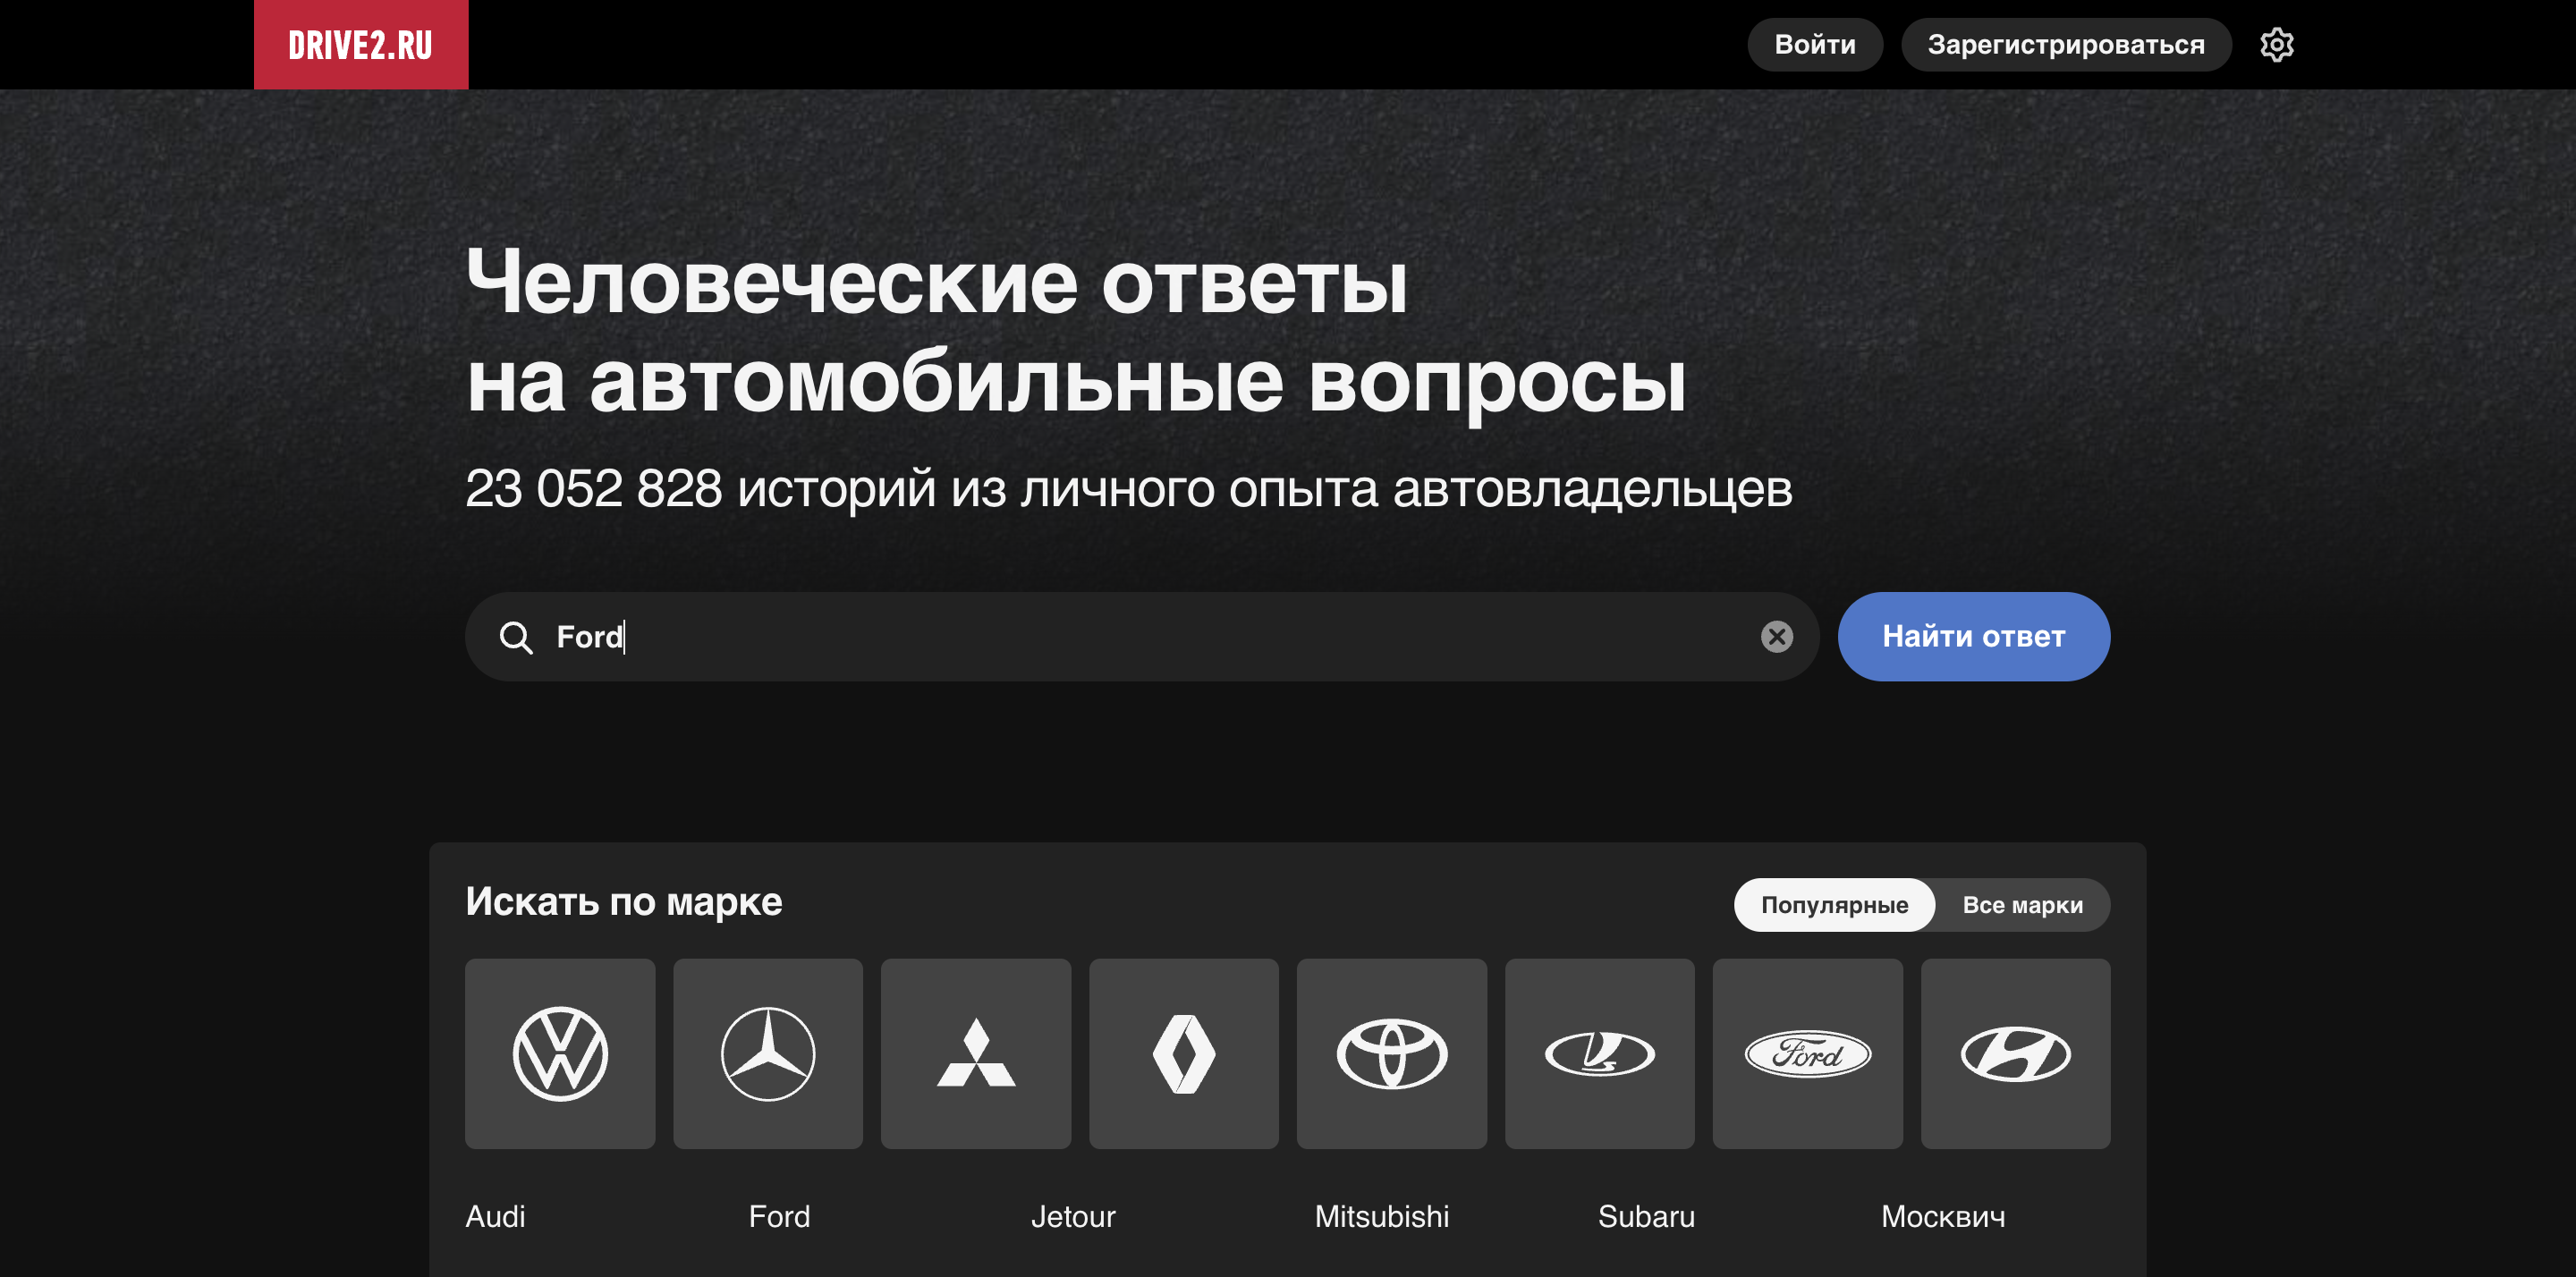 DRIVE2.RU
Войти
Зарегистрироваться
Человеческие ответы
на автомобильные вопросы
23 052 828 историй из личного опыта автовладельцев
Ford
Найти ответ
Искать по марке
Популярные
Все марки
Ford
Audi
Ford
Jetour
Mitsubishi
Subaru
Москвич